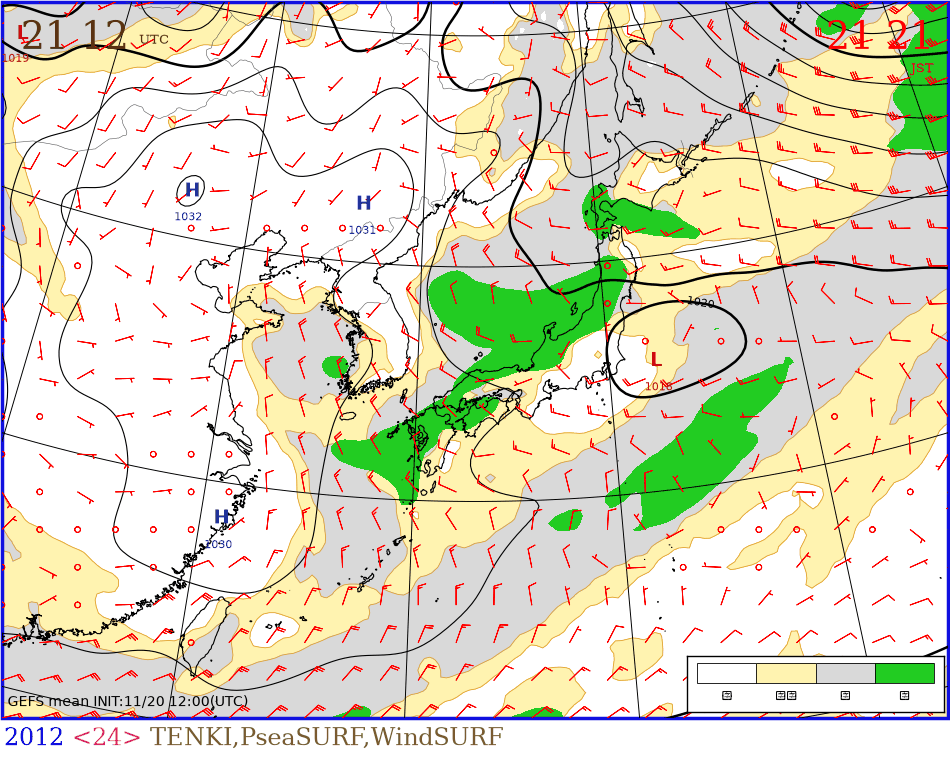 21 12 UTC
21 21 JST
L
1019
H
1032
H
1031
1020
L
1018
H
1030
GEFS mean INIT:11/20 12:00(UTC)
2012 <24> TENKI,PseaSURF,WindSURF